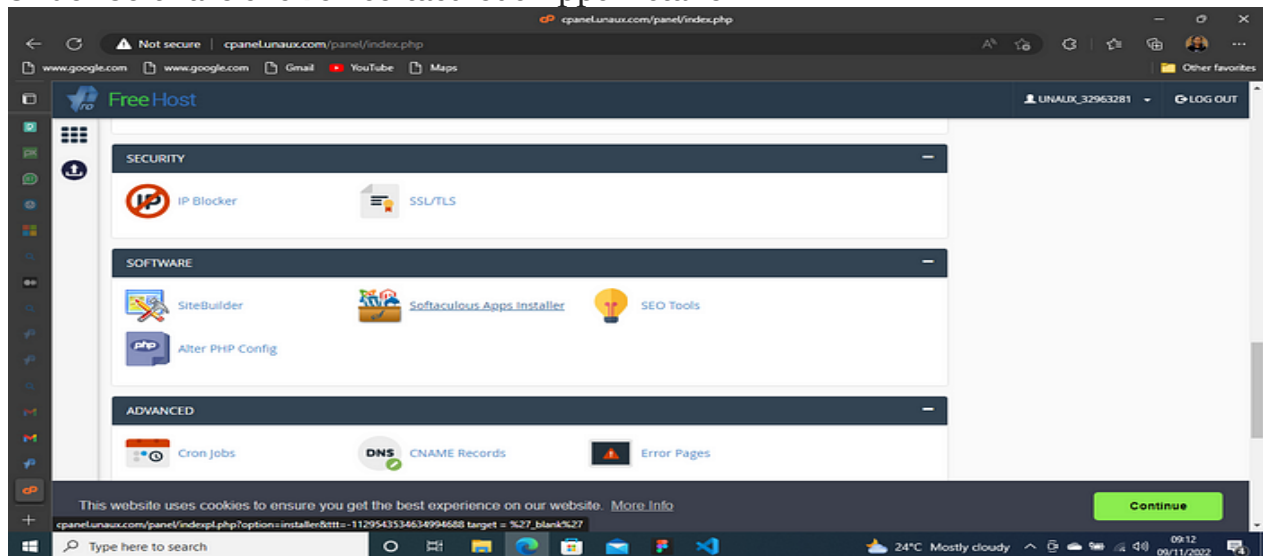 cpanel.unaux.com/panel/index.php
Not secure | cpanel.unaux.com/panel/index.php
www.google.com www.google.com Gmail YouTube Maps Other favorites
FreeHost UNAUX_32963281 LOG OUT
SECURITY
IP Blocker SSL/TLS
SOFTWARE
SiteBuilder Softaculous Apps Installer SEO Tools
php Alter PHP Config
ADVANCED
Cron Jobs DNS CNAME Records Error Pages
This website uses cookies to ensure you get the best experience on our website. More Info Continue
cpanel.unaux.com/panel/indexpl.php?option=installer&ttt=-1129543534634994688 target = %27_blank%27
Type here to search 24°C Mostly cloudy 09:12
09/11/2022